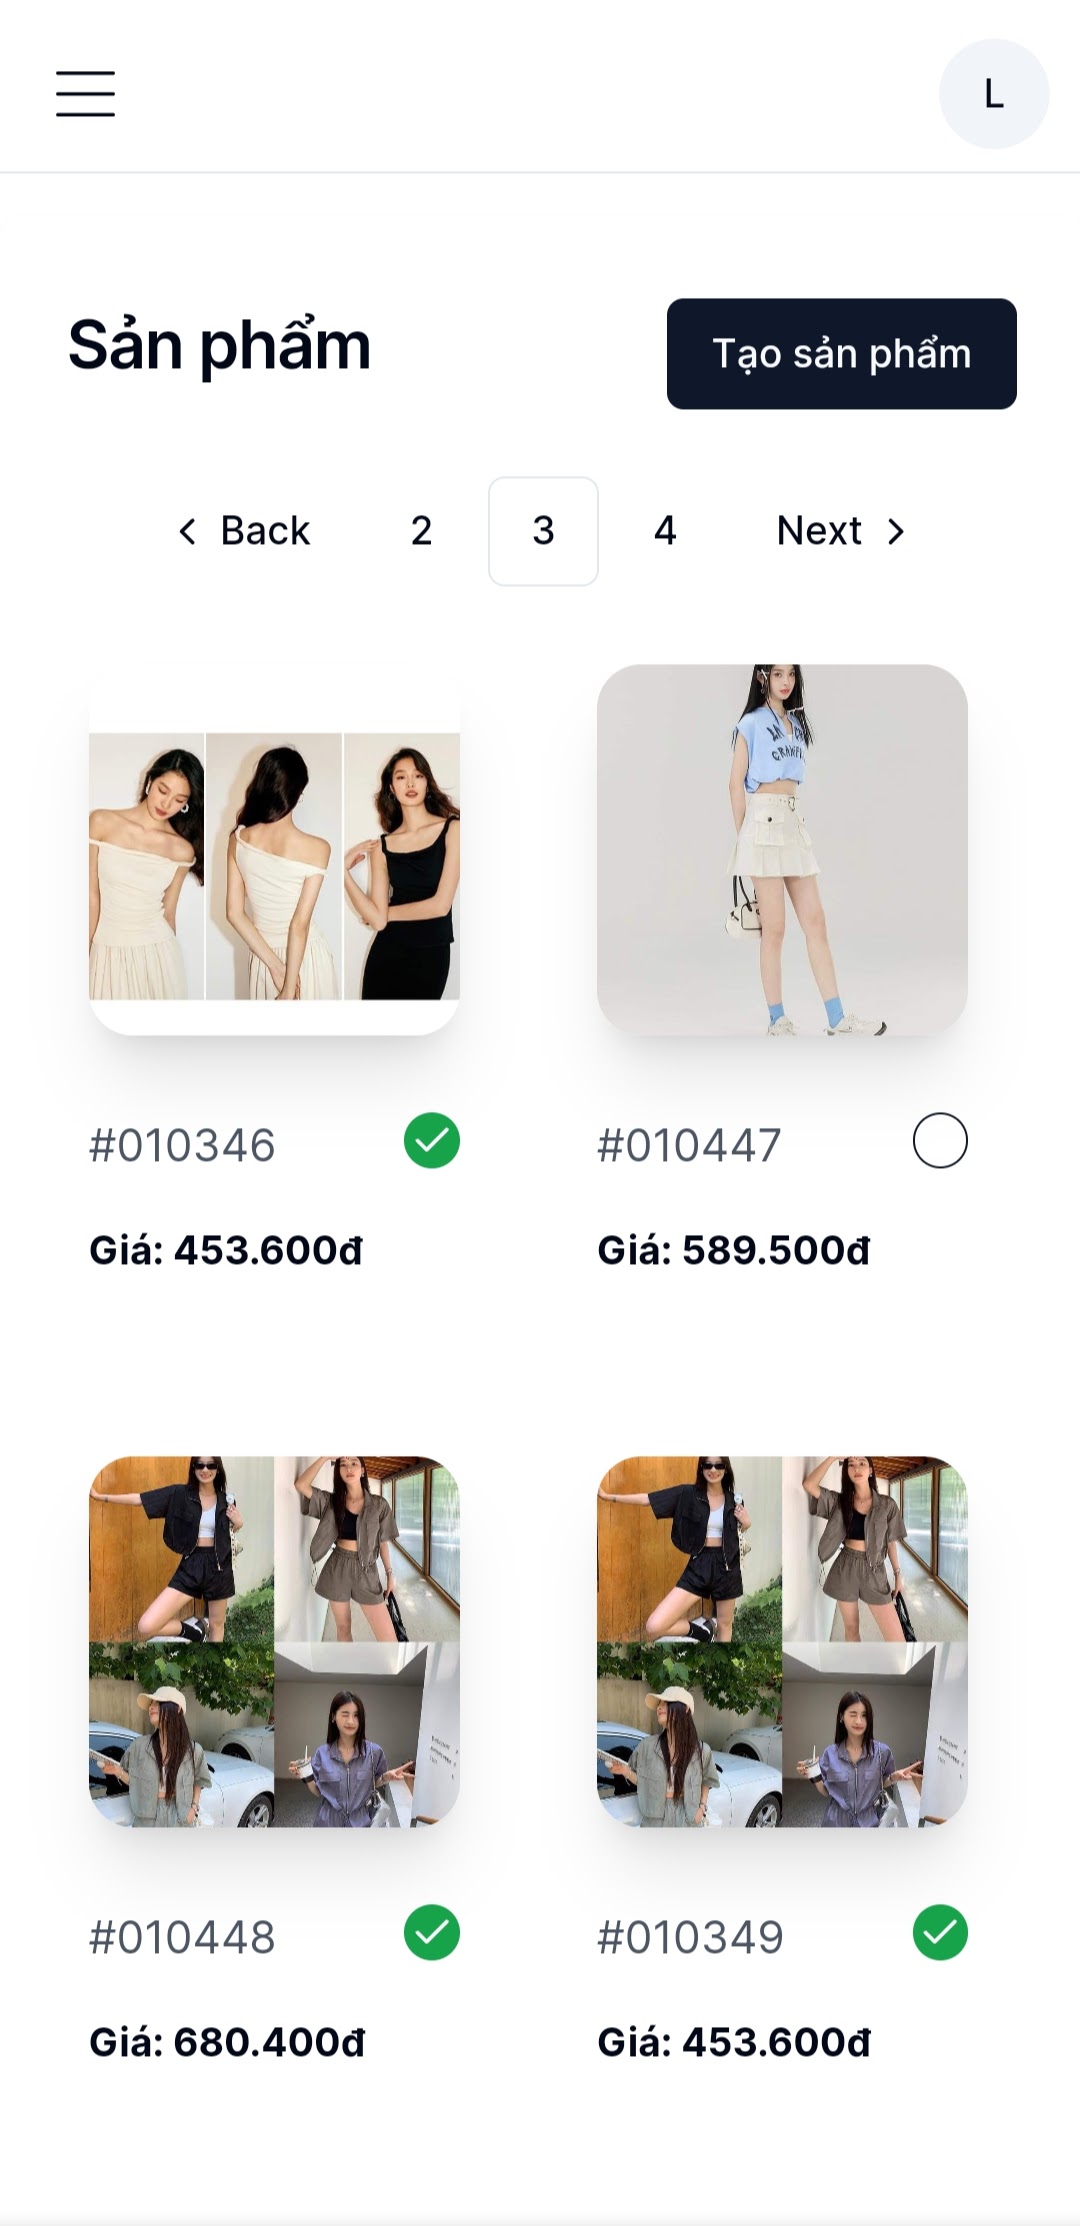 L
Sản phẩm
Tạo sản phẩm
Back 2 3 4 Next
#010346
Giá: 453.600đ
#010447
Giá: 589.500đ
#010448
Giá: 680.400đ
#010349
Giá: 453.600đ